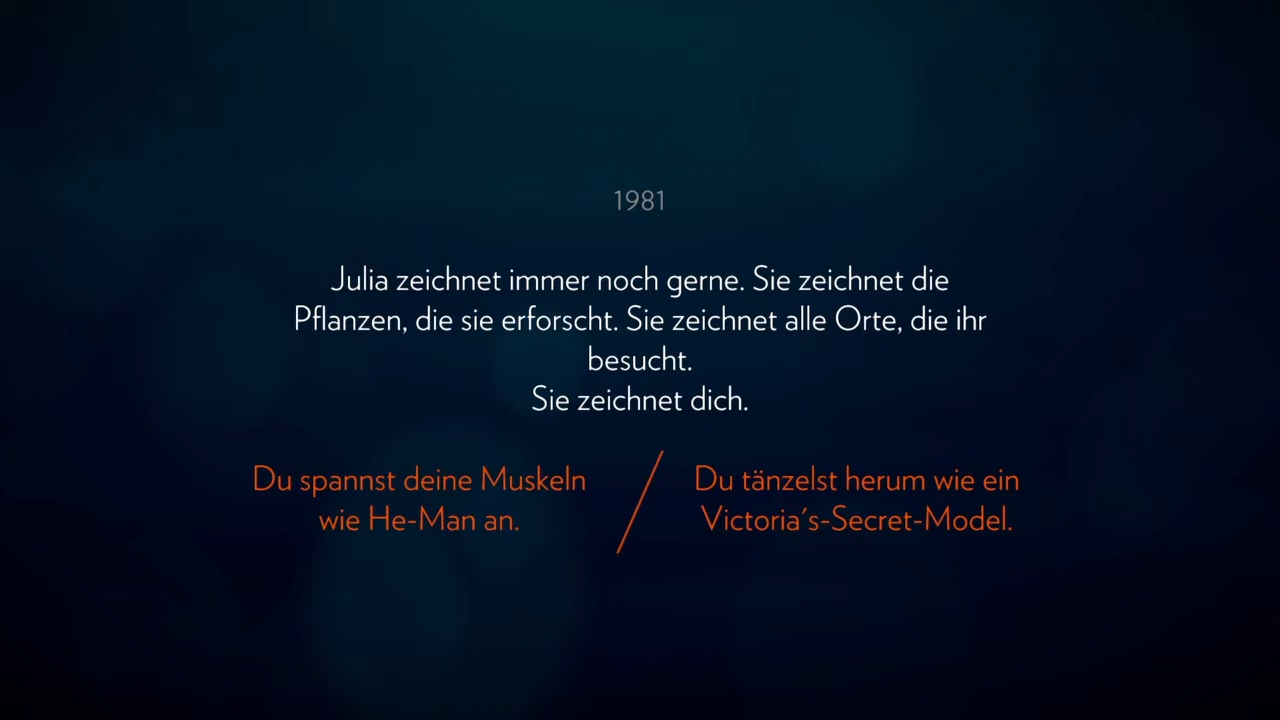 1981
Julia zeichnet immer noch gerne. Sie zeichnet die
Pflanzen, die sie erforscht. Sie zeichnet alle Orte, die ihr
besucht.
Sie zeichnet dich.
Du spannst deine Muskeln
wie He-Man an.
Du tänzelst herum wie ein
Victoria's-Secret-Model.